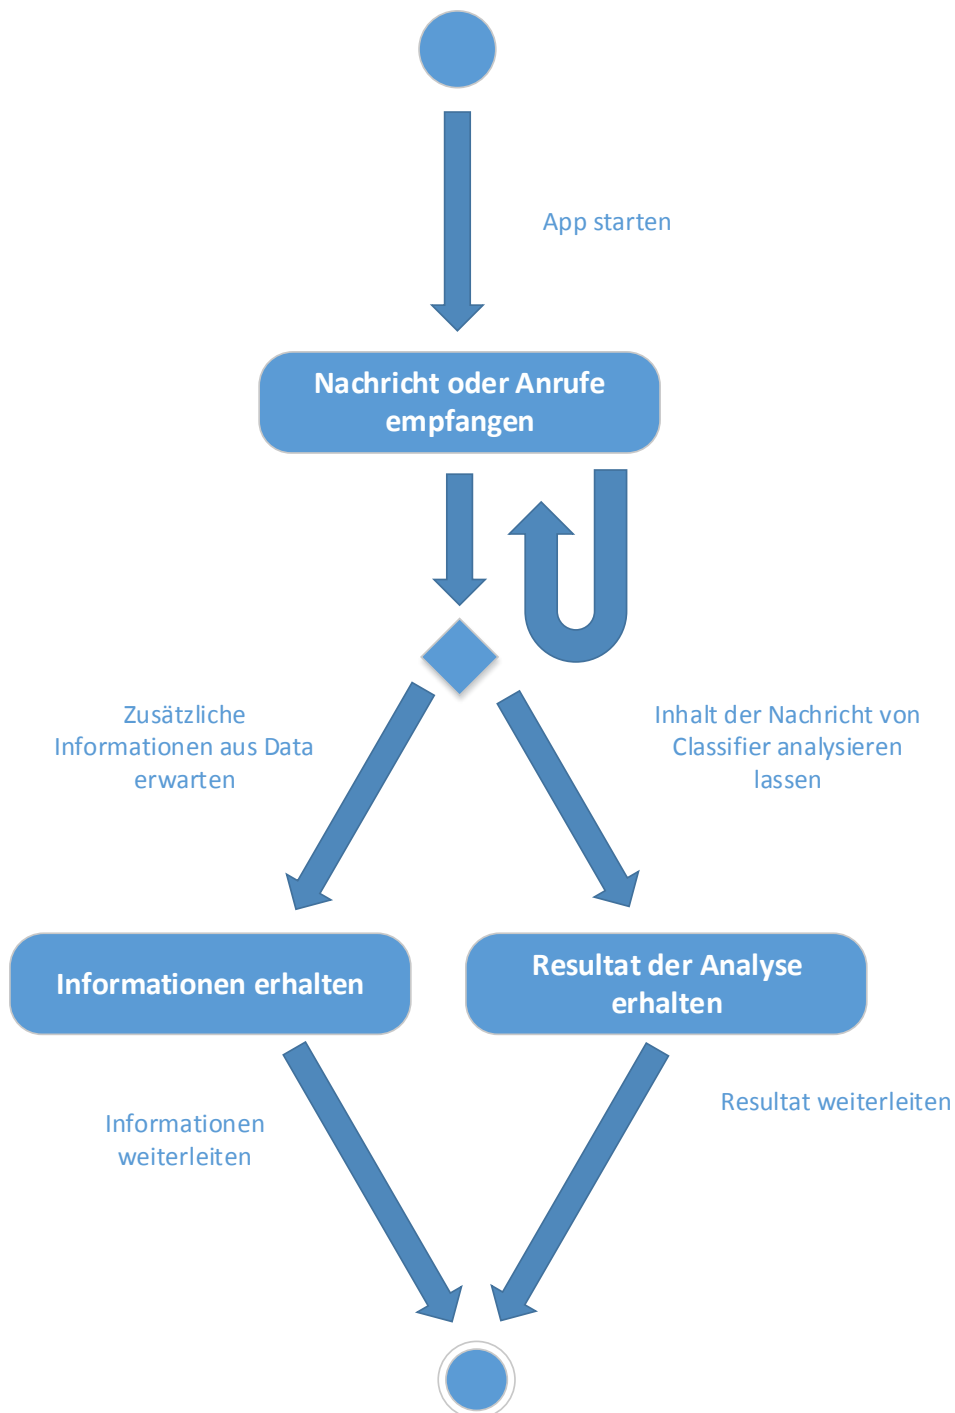 App starten
Nachricht oder Anrufe
empfangen
Zusätzliche
Informationen aus Data
erwarten
Inhalt der Nachricht von
Classifier analysieren
lassen
Informationen erhalten
Resultat der Analyse
erhalten
Informationen
weiterleiten
Resultat weiterleiten